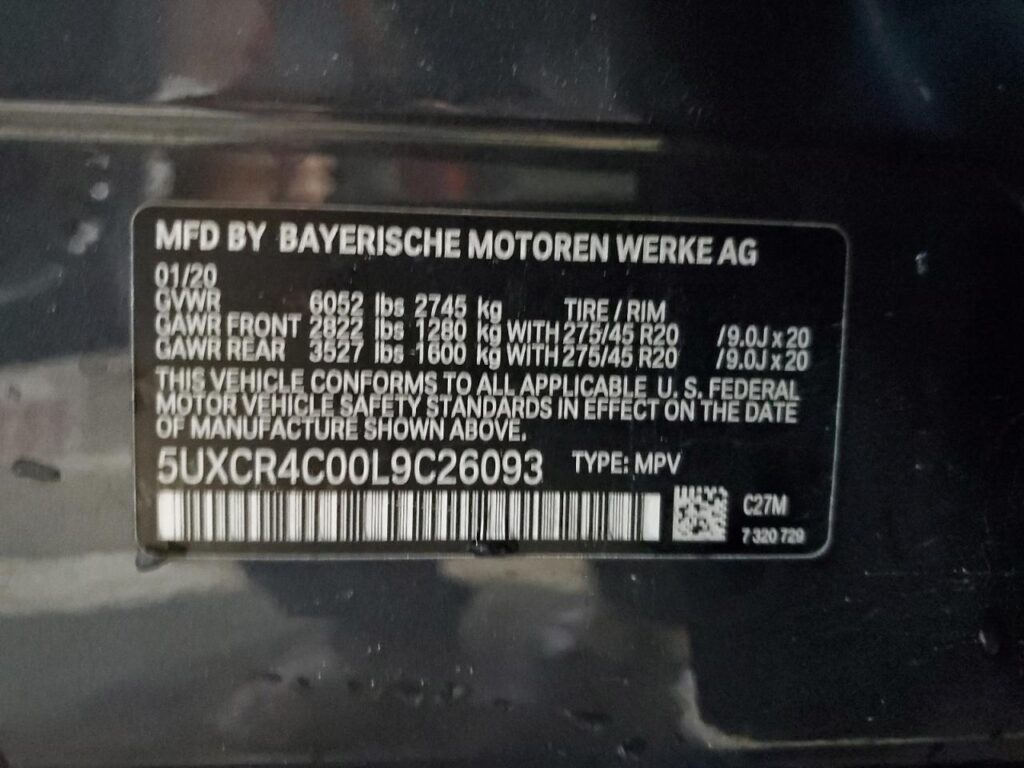 MFD BY BAYERISCHE MOTOREN WERKE AG
01/20
GVWR 6052 lbs 2745 kg TIRE / RIM
GAWR FRONT 2822 lbs 1280 kg WITH 275/45 R20 /9.0J x 20
GAWR REAR 3527 lbs 1600 kg WITH 275/45 R20 /9.0J x 20
THIS VEHICLE CONFORMS TO ALL APPLICABLE U. S. FEDERAL
MOTOR VEHICLE SAFETY STANDARDS IN EFFECT ON THE DATE
OF MANUFACTURE SHOWN ABOVE.
5UXCR4C00L9C26093 TYPE: MPV
C27M
7 320 729